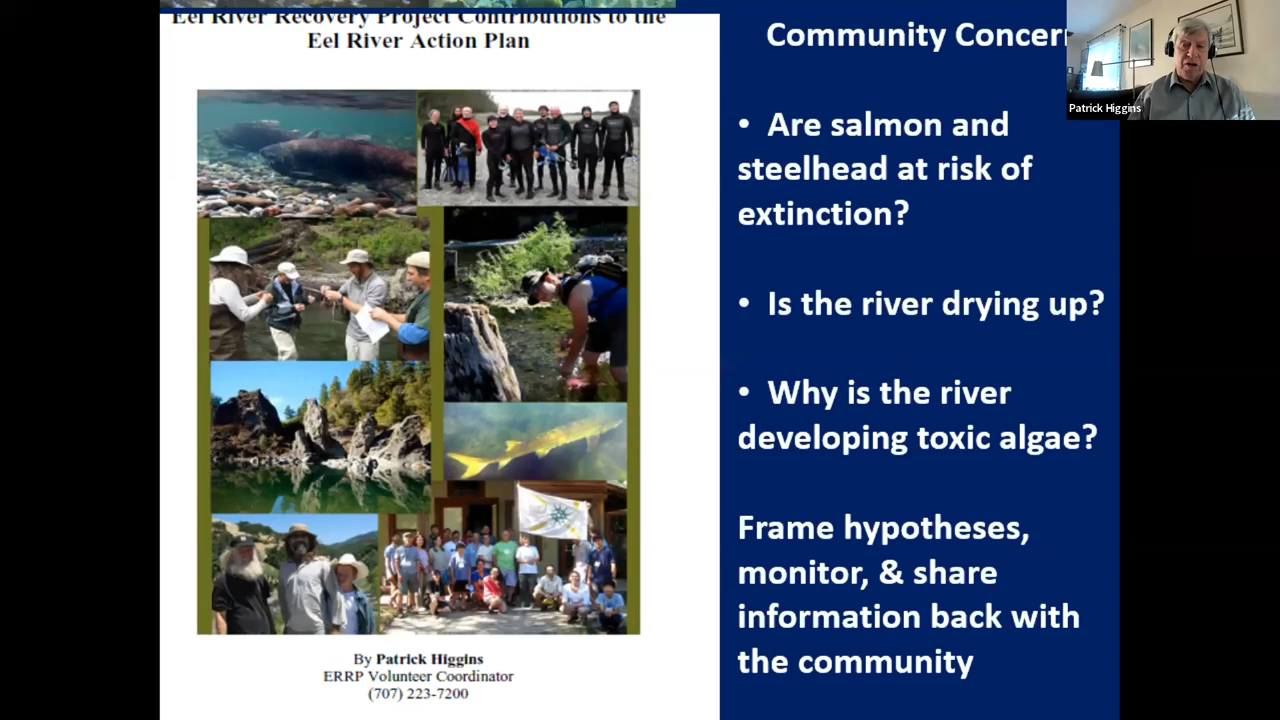 Eel River Recovery Project Contributions to the
Eel River Action Plan
By Patrick Higgins
ERRP Volunteer Coordinator
(707) 223-7200
Community Concer
• Are salmon and
steelhead at risk of
extinction?
• Is the river drying up?
• Why is the river
developing toxic algae?
Frame hypotheses,
monitor, & share
information back with
the community
Patrick Higgins